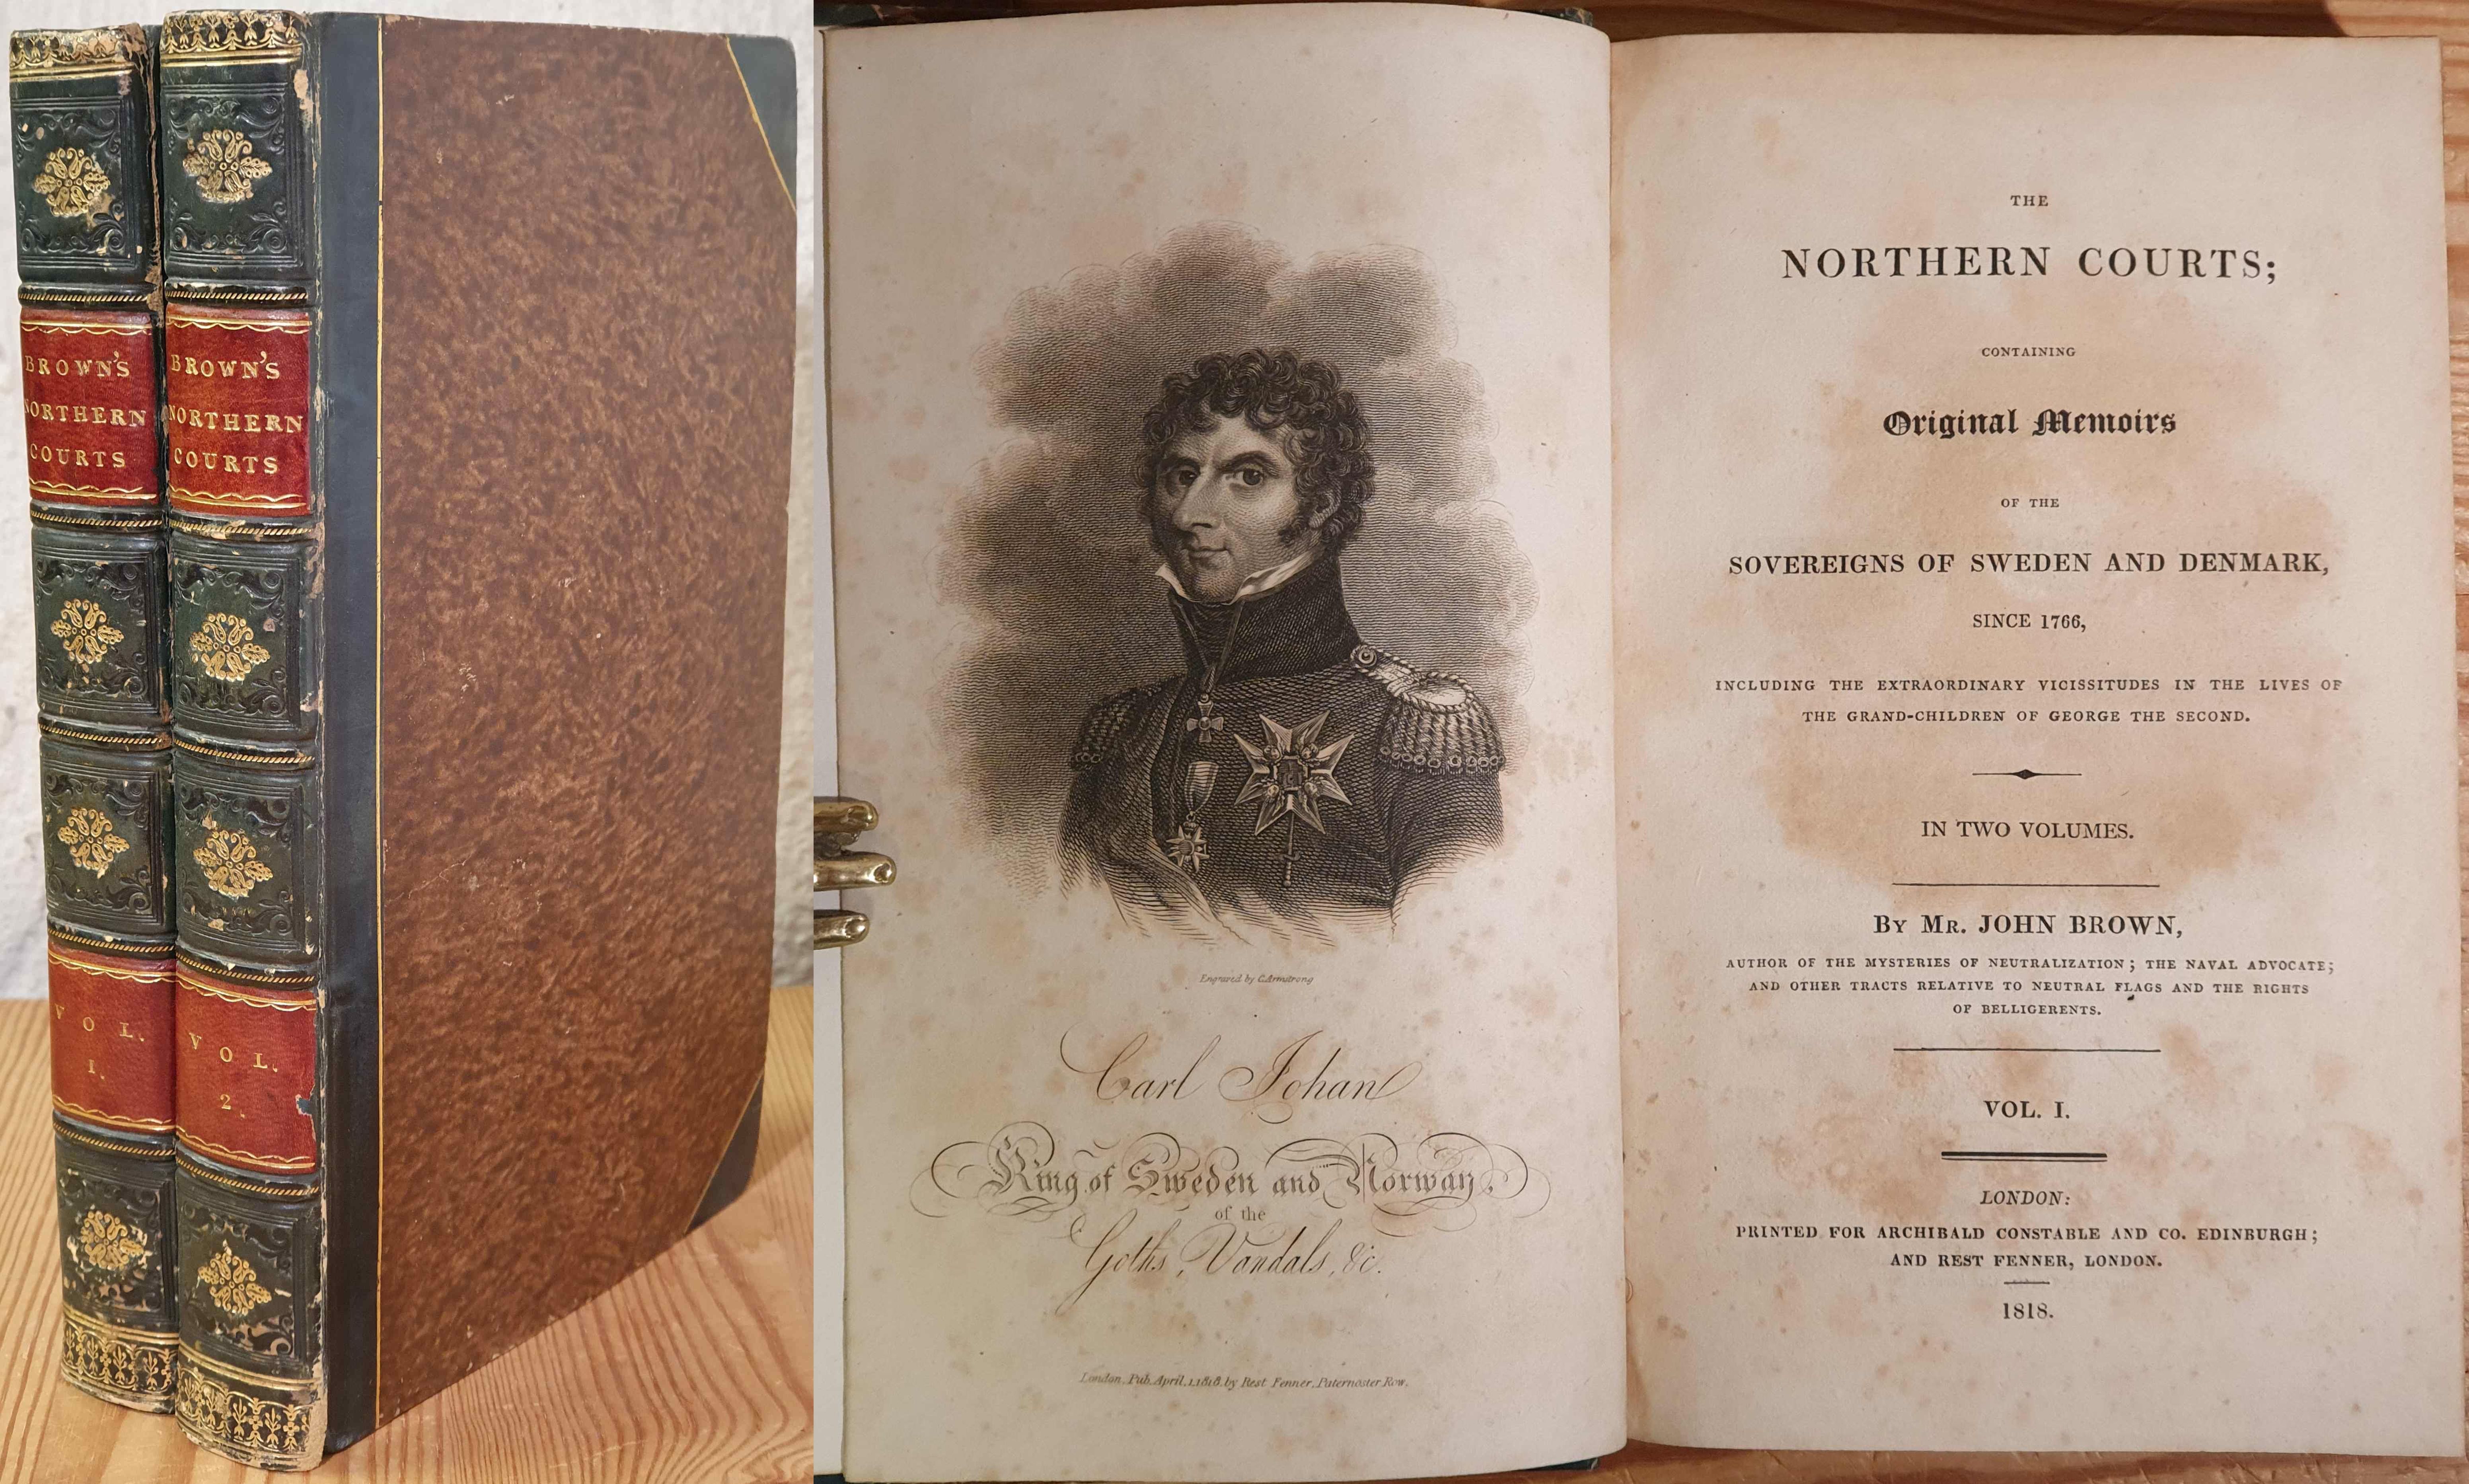 BROWN'S
NORTHERN
COURTS
VOL.
1.
BROWN'S
NORTHERN
COURTS
VOL.
2.
Engraved by C. Armstrong
Carl Johan
King of Sweden and Norway,
of the
Goths, Vandals, &c.
London, Pub. April, 1, 1818, by Rest Fenner, Paternoster Row.
THE
NORTHERN COURTS;
CONTAINING
Original Memoirs
OF THE
SOVEREIGNS OF SWEDEN AND DENMARK,
SINCE 1766,
INCLUDING THE EXTRAORDINARY VICISSITUDES IN THE LIVES OF
THE GRAND-CHILDREN OF GEORGE THE SECOND.
IN TWO VOLUMES.
BY MR. JOHN BROWN,
AUTHOR OF THE MYSTERIES OF NEUTRALIZATION; THE NAVAL ADVOCATE;
AND OTHER TRACTS RELATIVE TO NEUTRAL FLAGS AND THE RIGHTS
OF BELLIGERENTS.
VOL. I.
LONDON:
PRINTED FOR ARCHIBALD CONSTABLE AND CO. EDINBURGH;
AND REST FENNER, LONDON.
1818.